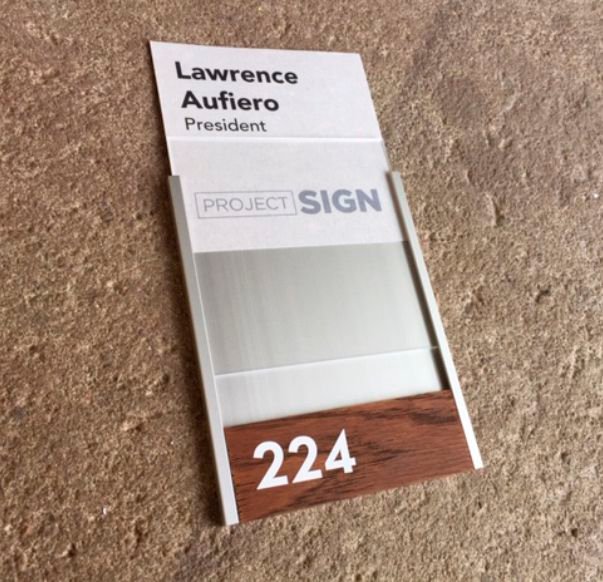 Lawrence
Aufiero
President
PROJECT SIGN
224